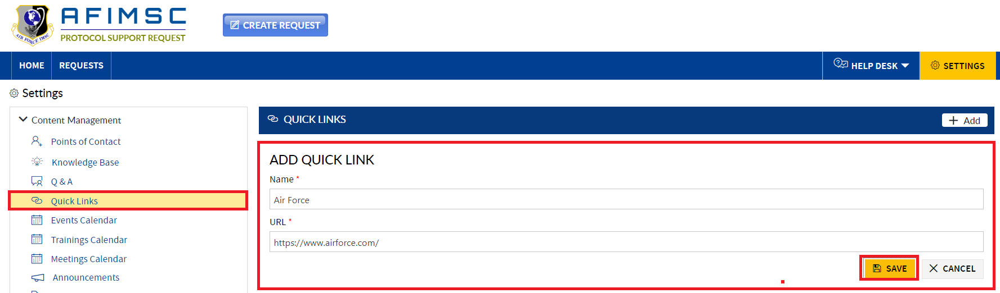 AFIMSC
PROTOCOL SUPPORT REQUEST
AIR FORCE IMSC
CREATE REQUEST
HOME
REQUESTS
HELP DESK
SETTINGS
Settings
Content Management
Points of Contact
Knowledge Base
Q & A
Quick Links
Events Calendar
Trainings Calendar
Meetings Calendar
Announcements
QUICK LINKS
+ Add
ADD QUICK LINK
Name *
Air Force
URL *
https://www.airforce.com/
SAVE
CANCEL